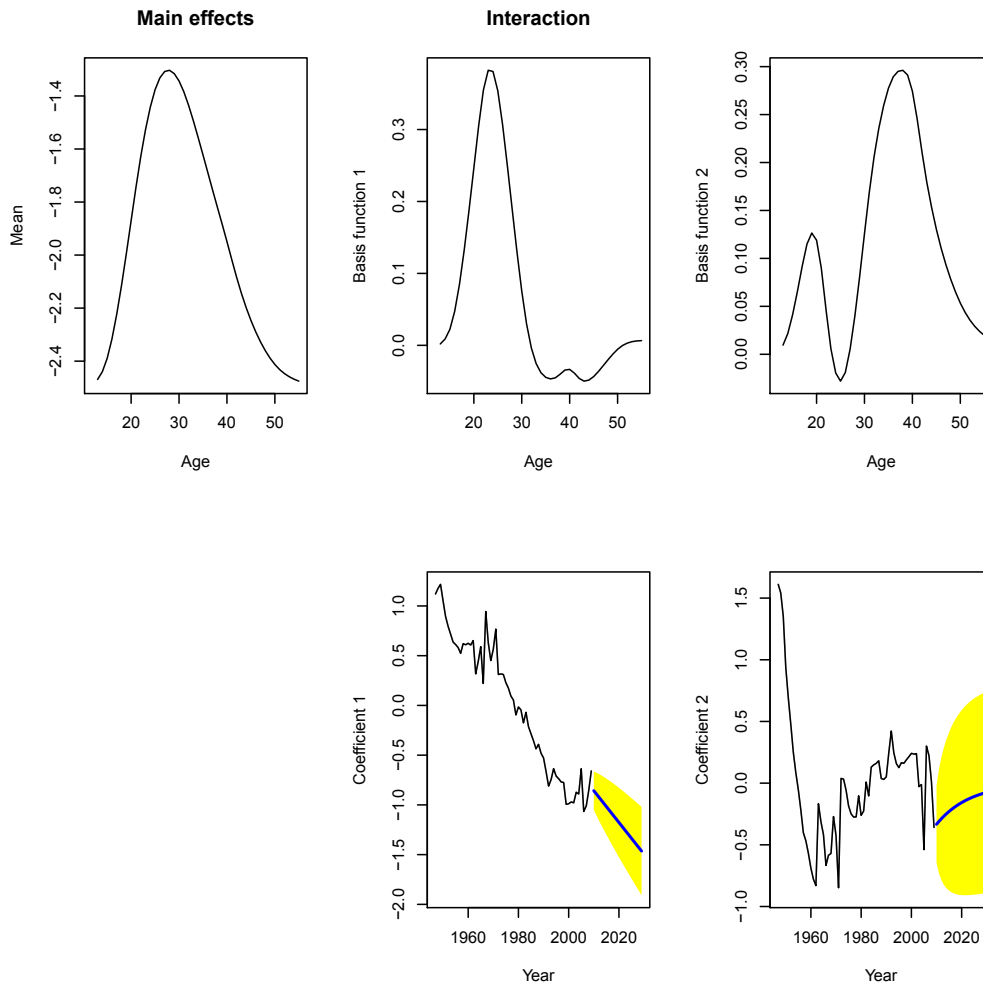 Main effects
Interaction
Mean
−1.4
−1.6
−1.8
−2.0
−2.2
−2.4
20 30 40 50
Age
Basis function 1
0.3
0.2
0.1
0.0
20 30 40 50
Age
Basis function 2
0.30
0.25
0.20
0.15
0.10
0.05
0.00
20 30 40 50
Age
Coefficient 1
1.0
0.5
0.0
−0.5
−1.0
−1.5
−2.0
1960 1980 2000 2020
Year
Coefficient 2
1.5
1.0
0.5
0.0
−0.5
−1.0
1960 1980 2000 2020
Year